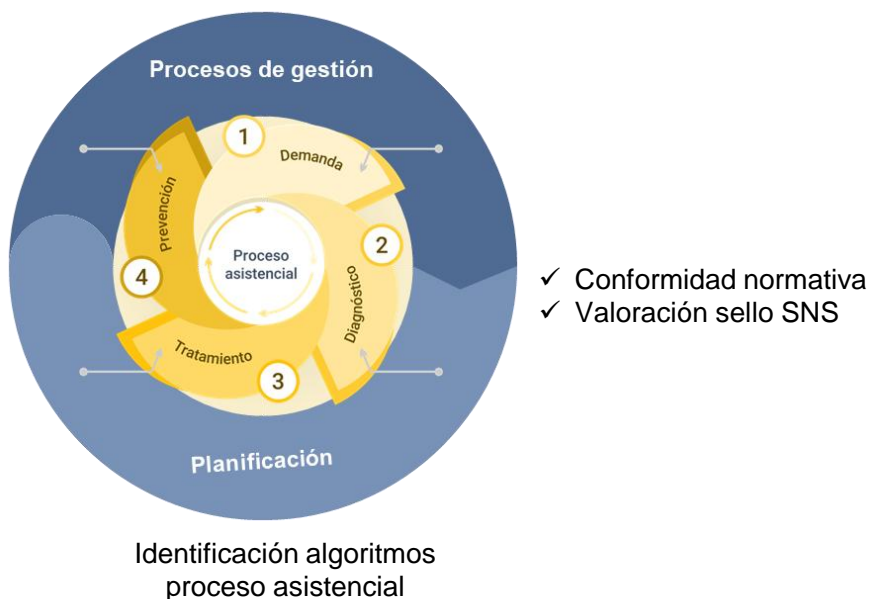 Procesos de gestión
1
Demanda
2
Diagnóstico
3
Tratamiento
4
Prevención
Proceso
asistencial
Planificación
✓ Conformidad normativa
✓ Valoración sello SNS
Identificación algoritmos
proceso asistencial